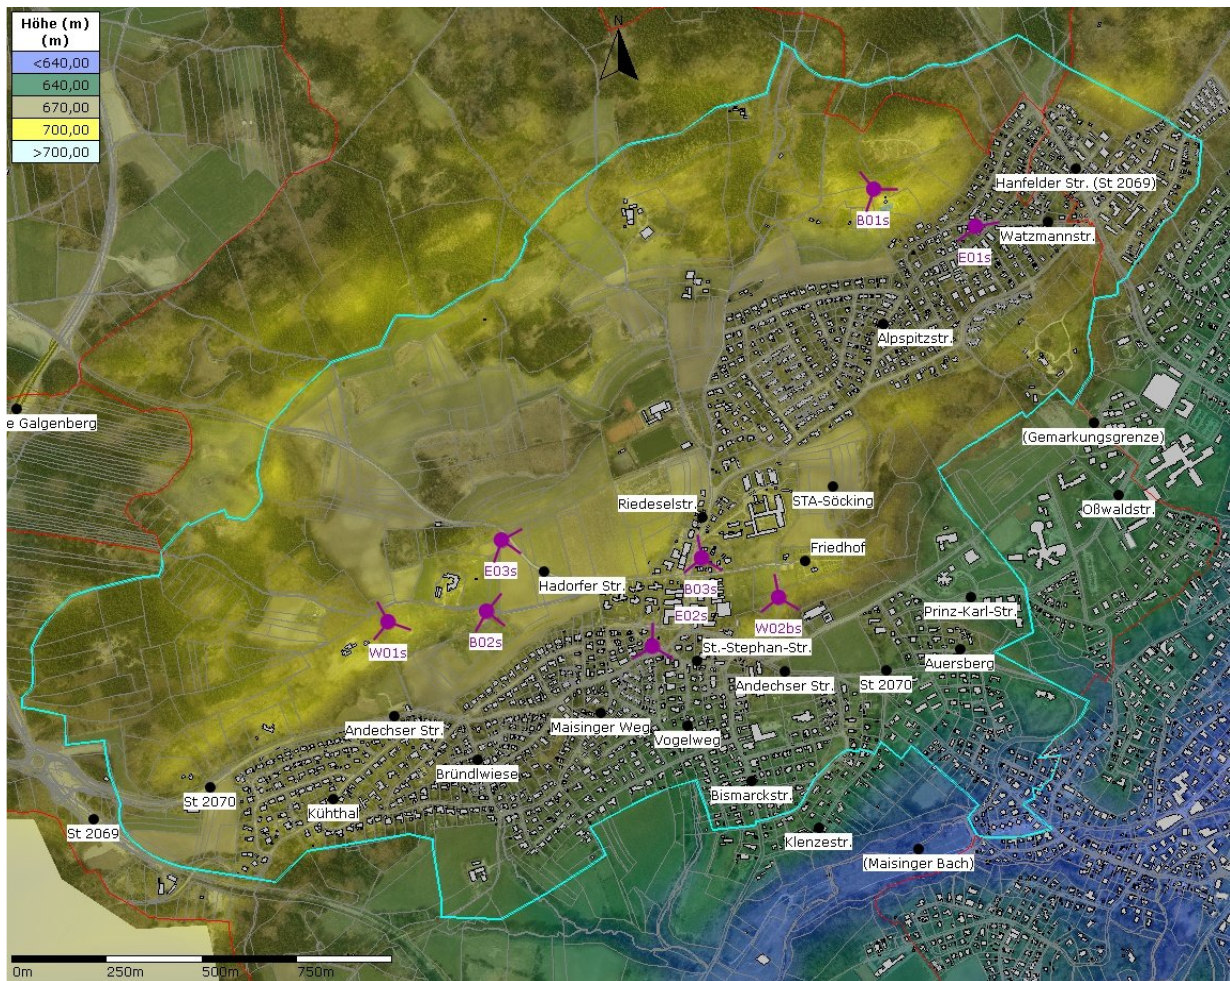 Höhe (m)
(m)
<640,00
640,00
670,00
700,00
>700,00
N
Hanfelder Str. (St 2069)
B01s
Watzmannstr.
E01s
Alpspitzstr.
e Galgenberg
(Gemarkungsgrenze)
STA-Söcking
Oßwaldstr.
Riedeselstr.
Friedhof
E03s
Hadorfer Str.
B03s
E02s
W02bs
Prinz-Karl-Str.
B02s
W01s
St.-Stephan-Str.
Auersberg
Andechser Str.
St 2070
Andechser Str.
Maisinger Weg
Vogelweg
Bründlwiese
Bismarckstr.
St 2070
Kühthal
St 2069
Klenzestr.
(Maisinger Bach)
0m 250m 500m 750m